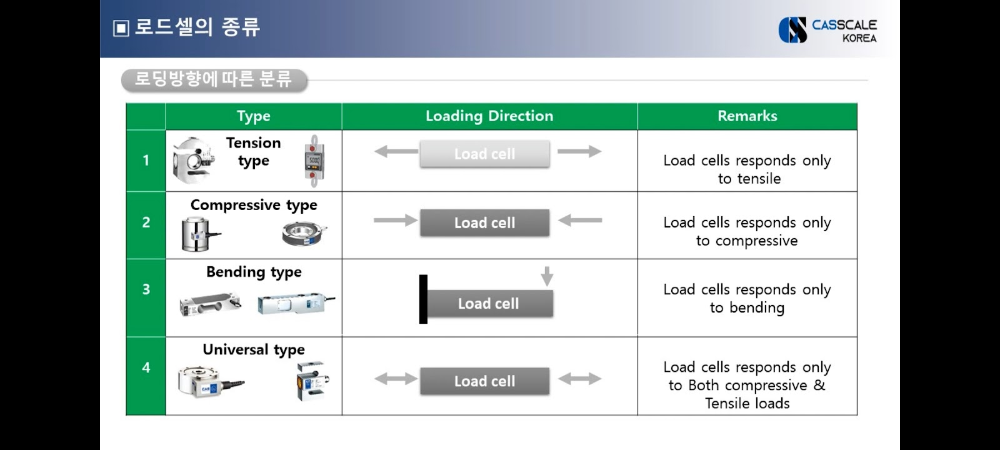 로드셀의 종류
CASSCALE
KOREA
로딩방향에 따른 분류
Type
Loading Direction
Remarks
1
Tension
type
Load cell
Load cells responds only
to tensile
2
Compressive type
Load cell
Load cells responds only
to compressive
3
Bending type
Load cell
Load cells responds only
to bending
4
Universal type
CAS
Load cell
Load cells responds only
to Both compressive &
Tensile loads